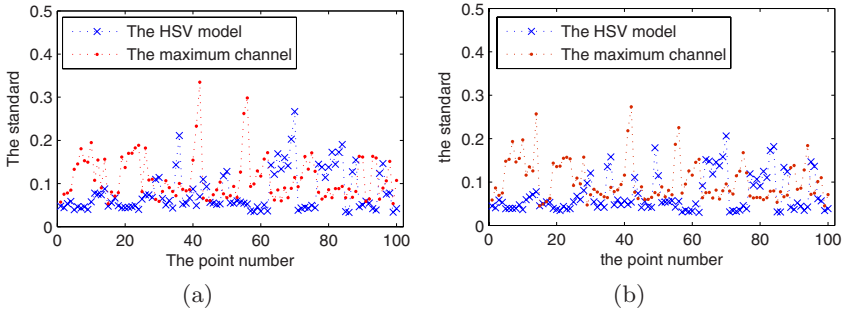 0.5
0.4
0.3
0.2
0.1
0
The standard
The HSV model
The maximum channel
0 20 40 60 80 100
The point number
(a)
0.5
0.4
0.3
0.2
0.1
0
the standard
The HSV model
The maximum channel
0 20 40 60 80 100
the point number
(b)